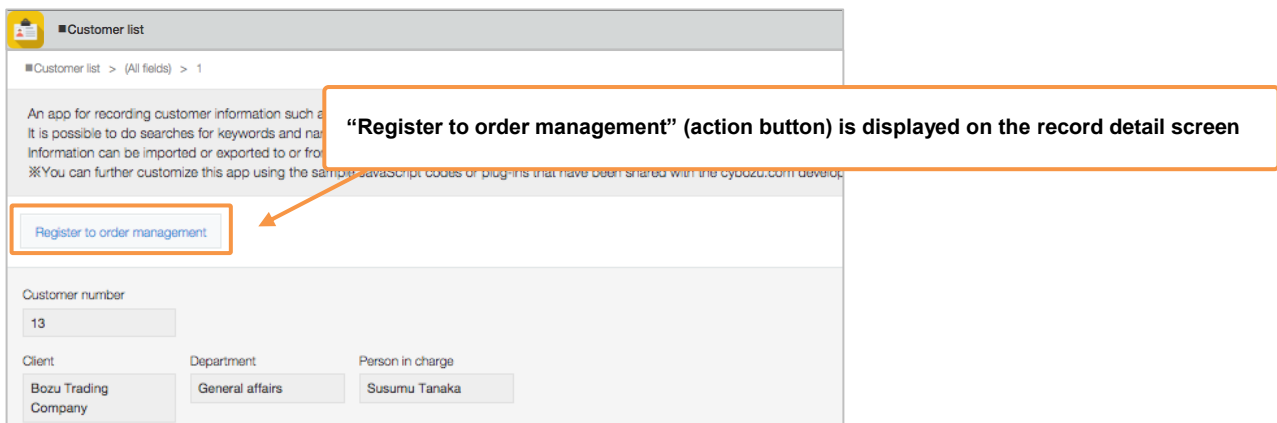 ■Customer list
■Customer list > (All fields) > 1
An app for recording customer information such a
It is possible to do searches for keywords and nar
Information can be imported or exported to or fro
※You can further customize this app using the sample JavaScript codes or plug-ins that have been shared with the cybozu.com develop
“Register to order management” (action button) is displayed on the record detail screen
Register to order management
Customer number
13
Client Department Person in charge
Bozu Trading General affairs Susumu Tanaka
Company